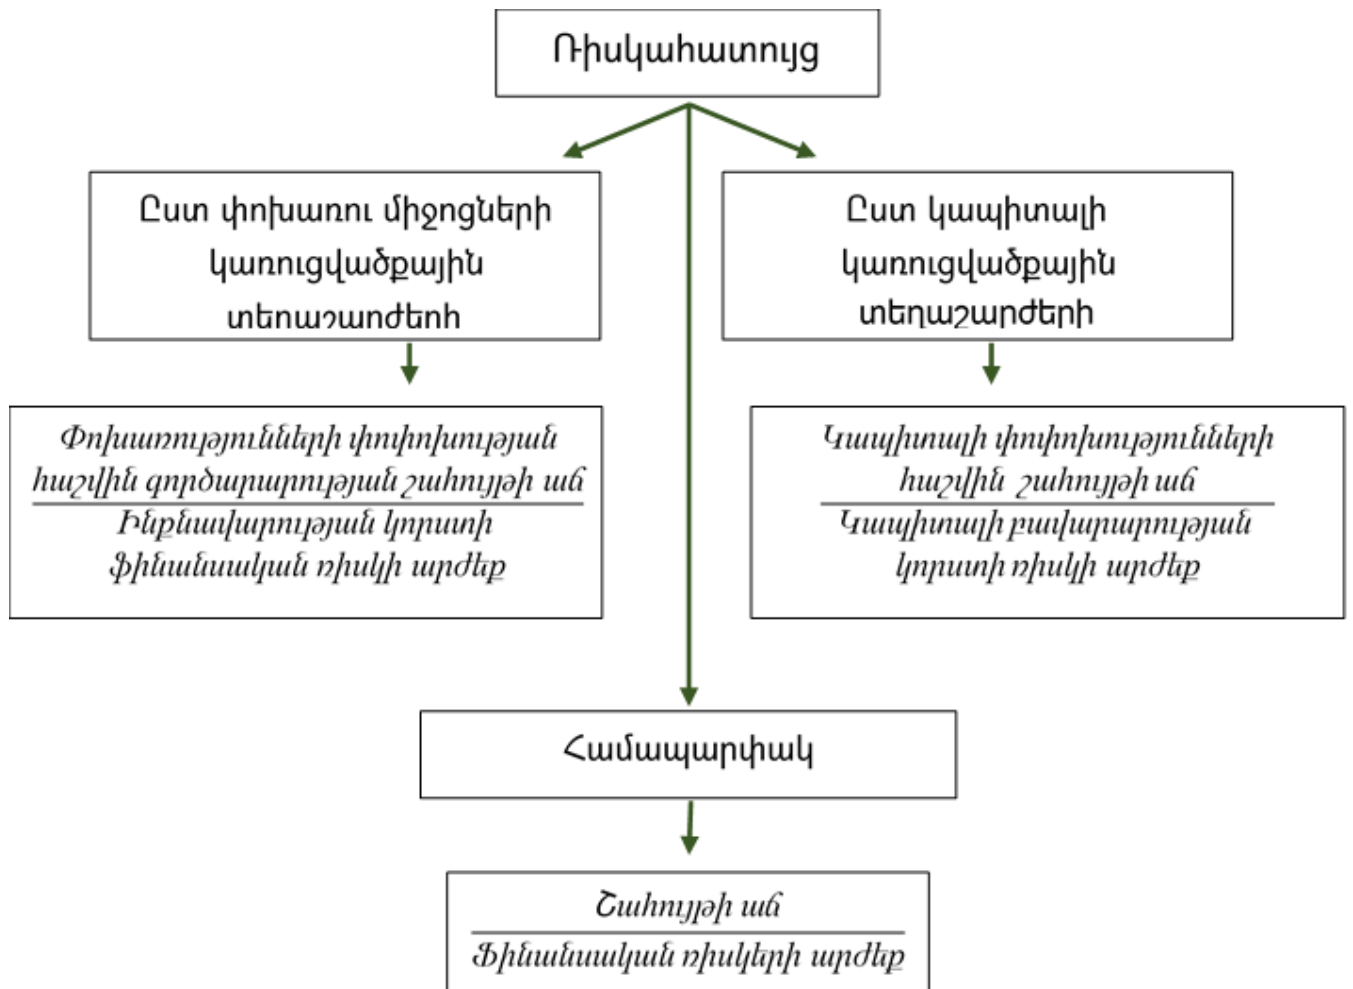 Ռիսկահատույց
Ըստ փոխառու միջոցների
կառուցվածքային
տեղաշարժերի
Ըստ կապիտալի
կառուցվածքային
տեղաշարժերի
Փոխառությունների փոփոխության
հաշվին գործարարության շահույթի աճ
Ինքնավարության կորստի
ֆինանսական ռիսկի արժեք
Կապիտալի փոփոխությունների
հաշվին շահույթի աճ
Կապիտալի բավարարության
կորստի ռիսկի արժեք
Համապարփակ
Շահույթի աճ
Ֆինանսական ռիսկերի արժեք